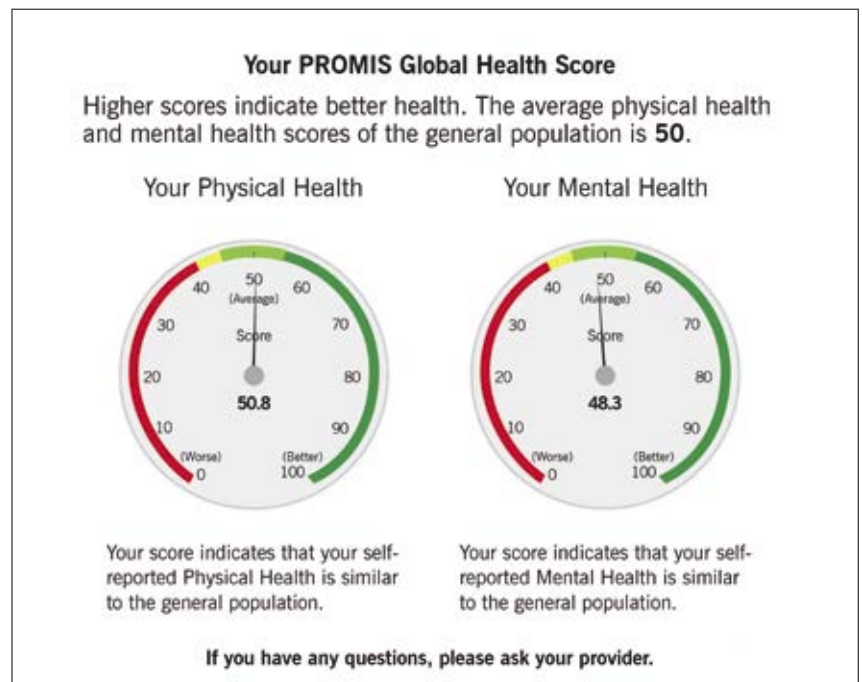 Your PROMIS Global Health Score
Higher scores indicate better health. The average physical health
and mental health scores of the general population is 50.
Your Physical Health
50
40
60
(Average)
30
70
Score
20
80
50.8
10
90
(Worse)
(Better)
0
100
Your score indicates that your self-
reported Physical Health is similar
to the general population.
Your Mental Health
50
40
60
(Average)
30
70
Score
20
80
48.3
10
90
(Worse)
(Better)
0
100
Your score indicates that your self-
reported Mental Health is similar
to the general population.
If you have any questions, please ask your provider.